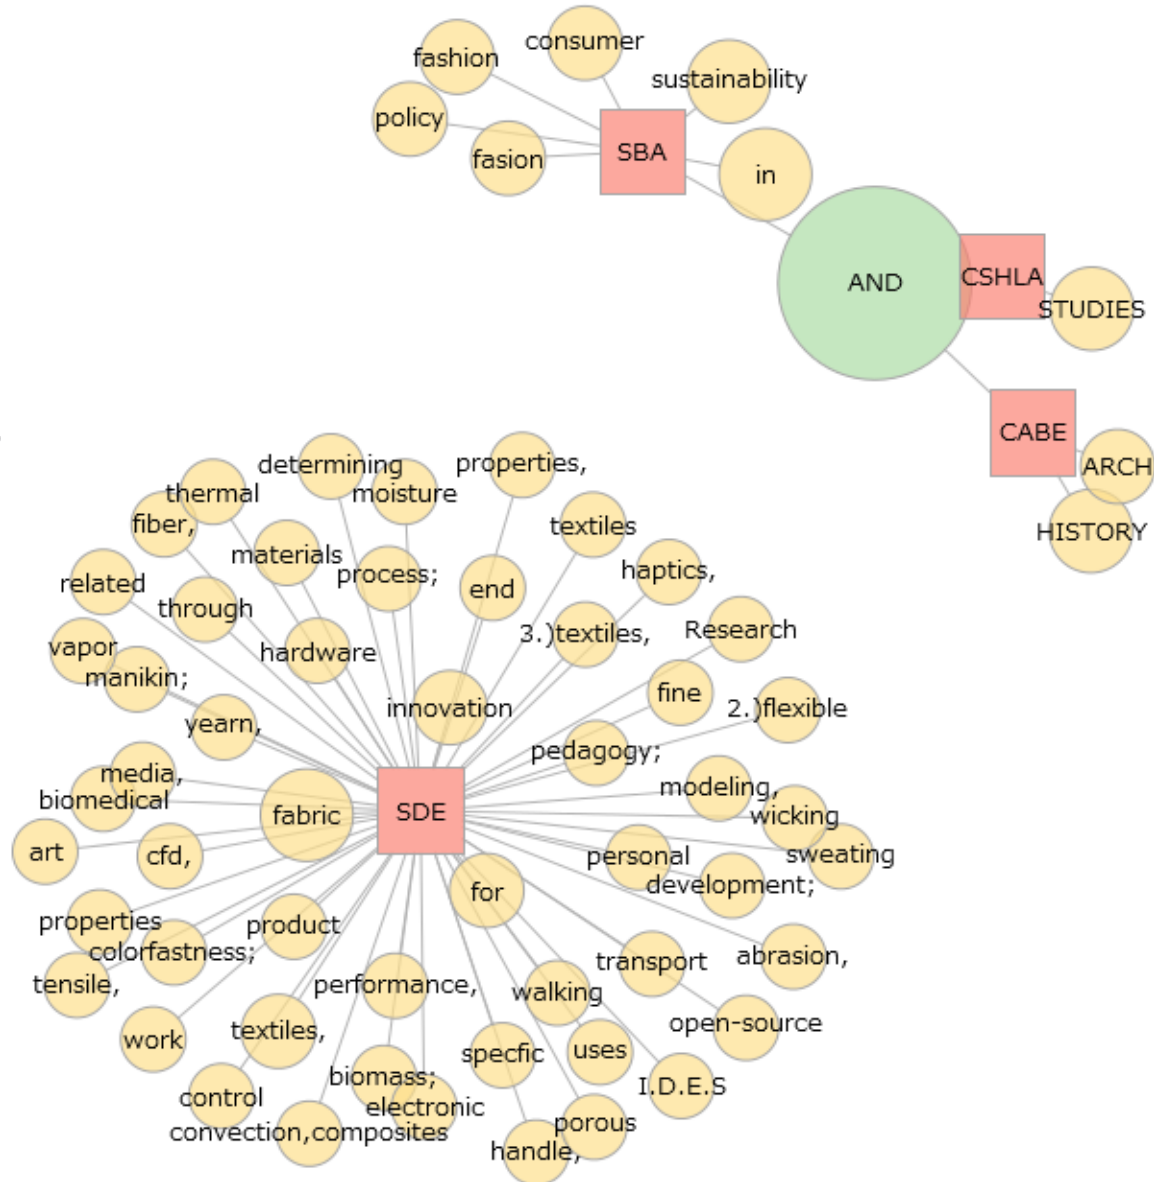 consumer
fashion
sustainability
policy
SBA
fasion
in
AND
CSHLA
STUDIES
CABE
ARCH
HISTORY
determining
properties,
thermal
moisture
fiber,
textiles
materials
process;
haptics,
related
end
through
3.)textiles,
Research
vapor
hardware
manikin;
fine
innovation
2.)flexible
yearn,
pedagogy;
media,
modeling,
biomedical
fabric
SDE
wicking
art
cfd,
personal
sweating
development;
for
properties
product
colorfastness;
transport
abrasion,
tensile,
performance,
walking
open-source
work
textiles,
specfic
uses
biomass;
I.D.E.S
control
electronic
convection,composites
porous
handle,